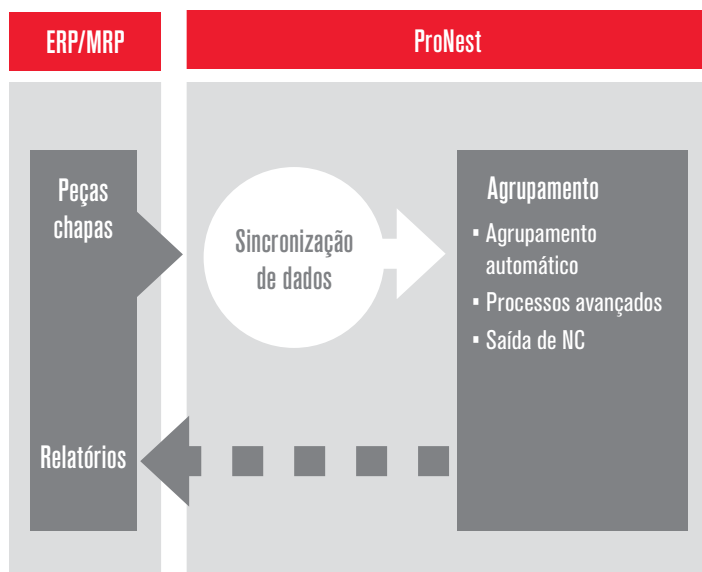 ERP/MRP
ProNest
Peças
chapas
Sincronização
de dados
Agrupamento
▪ Agrupamento
automático
▪ Processos avançados
▪ Saída de NC
Relatórios